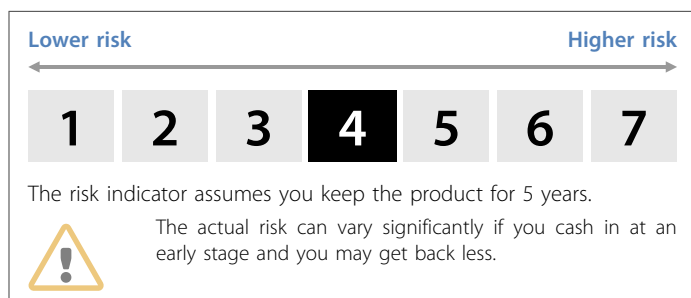 Lower risk Higher risk
1 2 3 4 5 6 7
The risk indicator assumes you keep the product for 5 years.
The actual risk can vary significantly if you cash in at an
early stage and you may get back less.